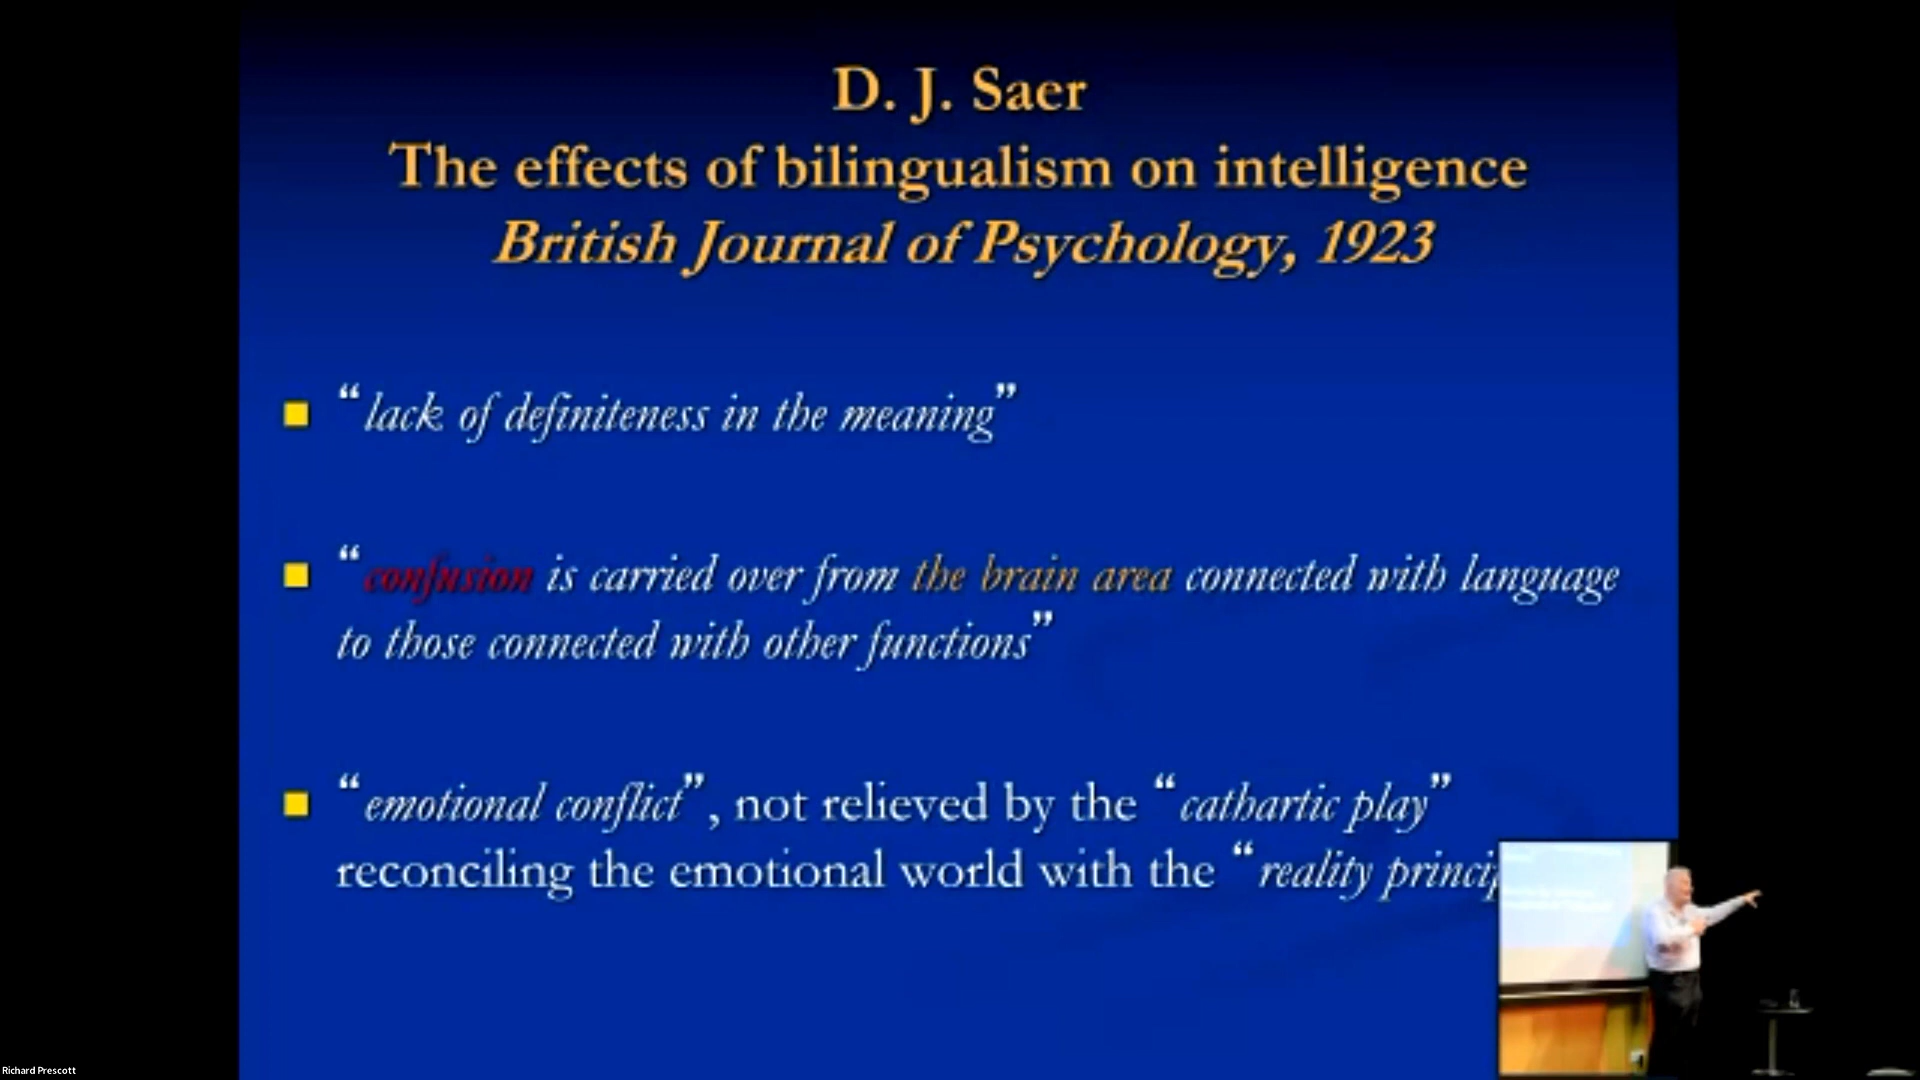 D. J. Saer
The effects of bilingualism on intelligence
British Journal of Psychology, 1923
“lack of definiteness in the meaning”
“confusion is carried over from the brain area connected with language
to those connected with other functions”
“emotional conflict”, not relieved by the “cathartic play”
reconciling the emotional world with the “reality
Richard Prescott